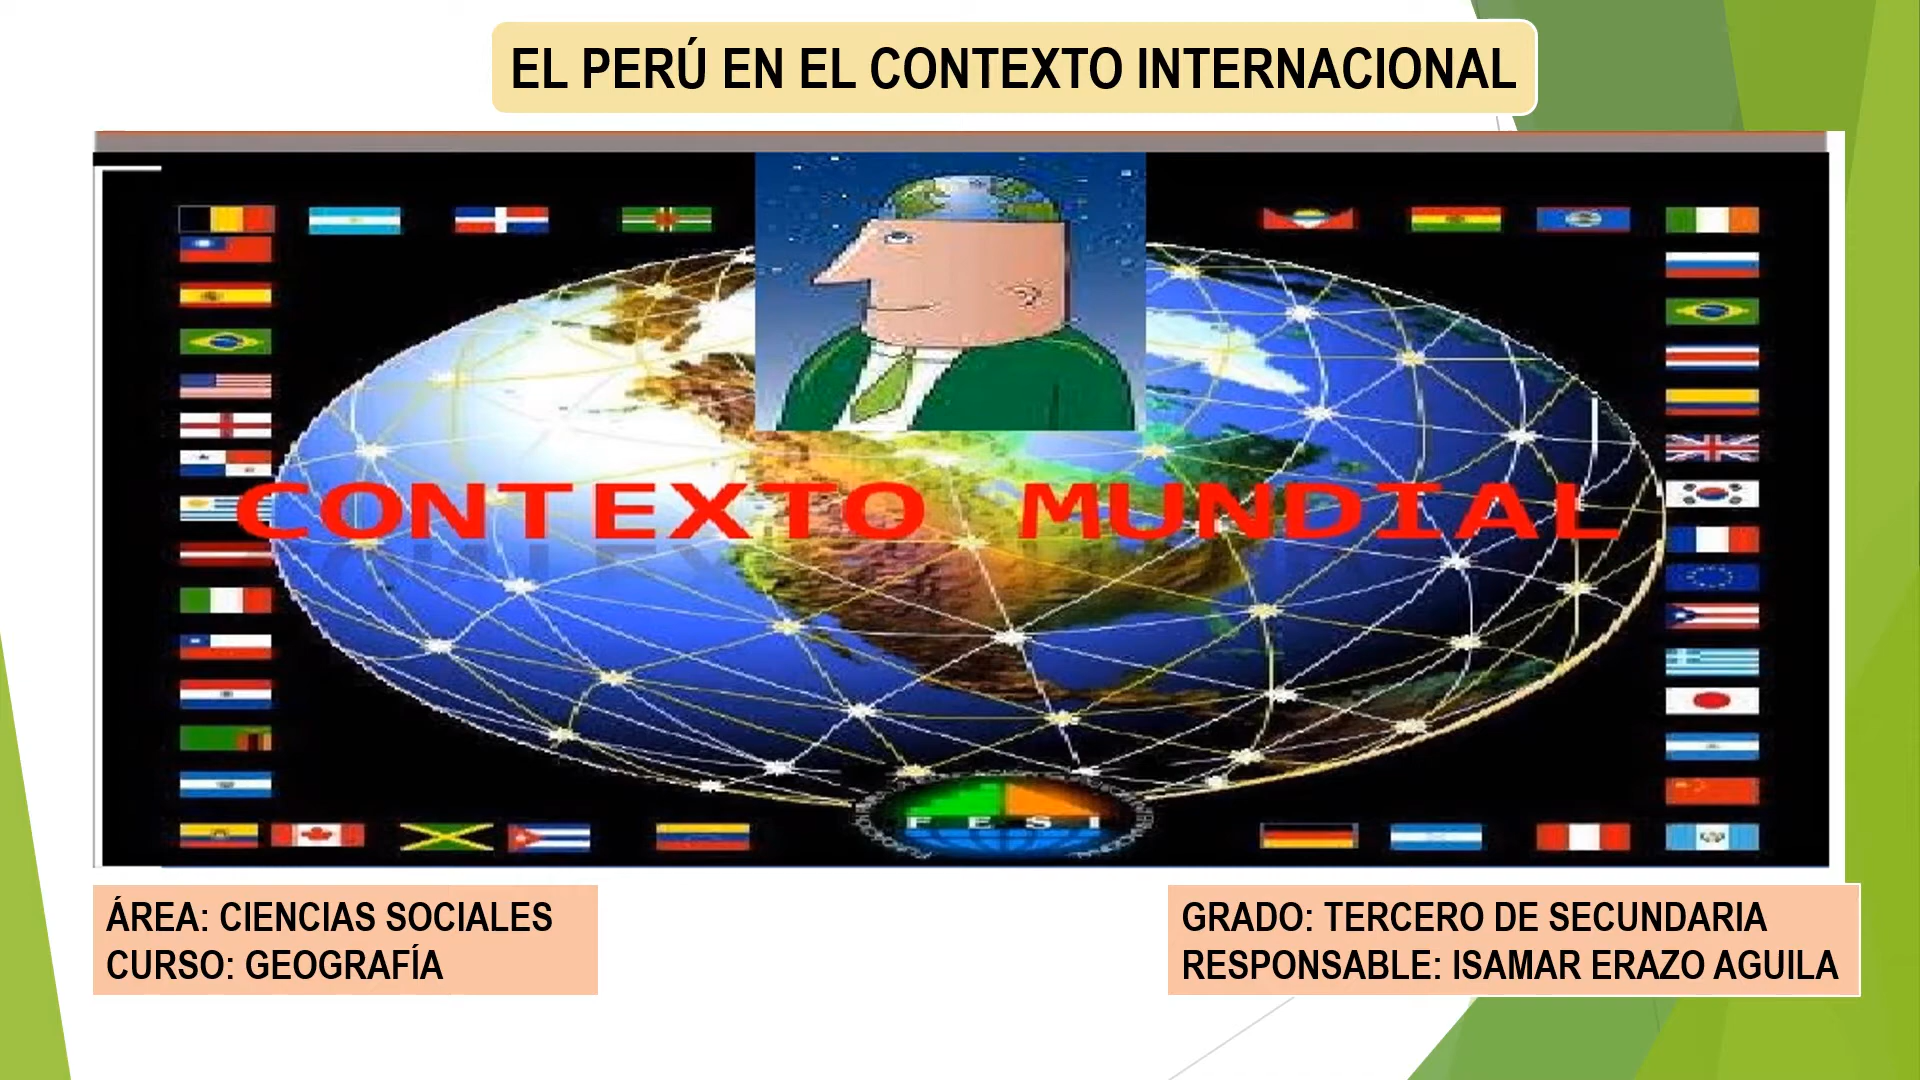 EL PERÚ EN EL CONTEXTO INTERNACIONAL
CONTEXTO MUNDIAL
FESI
ÁREA: CIENCIAS SOCIALES
CURSO: GEOGRAFÍA
GRADO: TERCERO DE SECUNDARIA
RESPONSABLE: ISAMAR ERAZO AGUILA